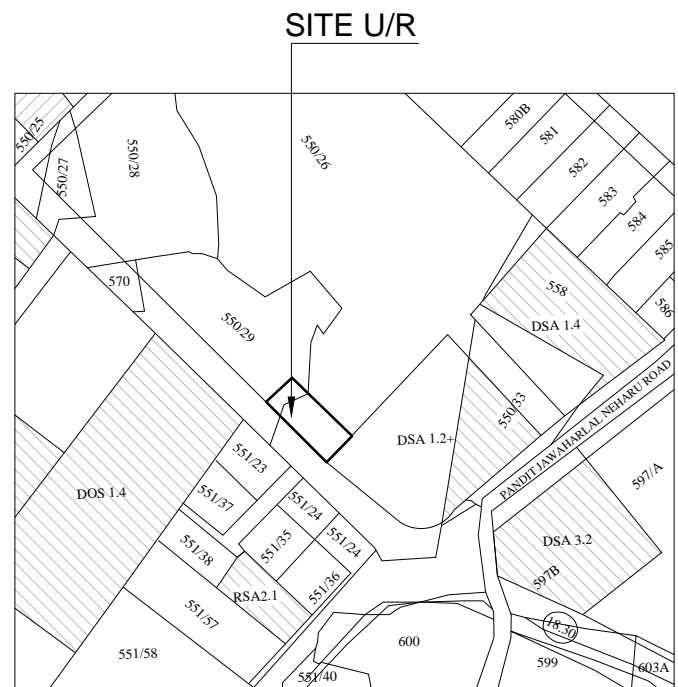 SITE U/R
550/25
550/27
550/28
550/26
580B
581
582
583
584
585
586
570
550/29
558
DSA 1.4
DSA 1.2+
550/33
PANDIT JAWAHARLAL NEHARU ROAD
597/A
DOS 1.4
551/23
551/37
551/24
551/24
551/35
551/38
551/36
RSA2.1
551/57
551/58
DSA 3.2
597B
18.30
600
599
603A
551/40